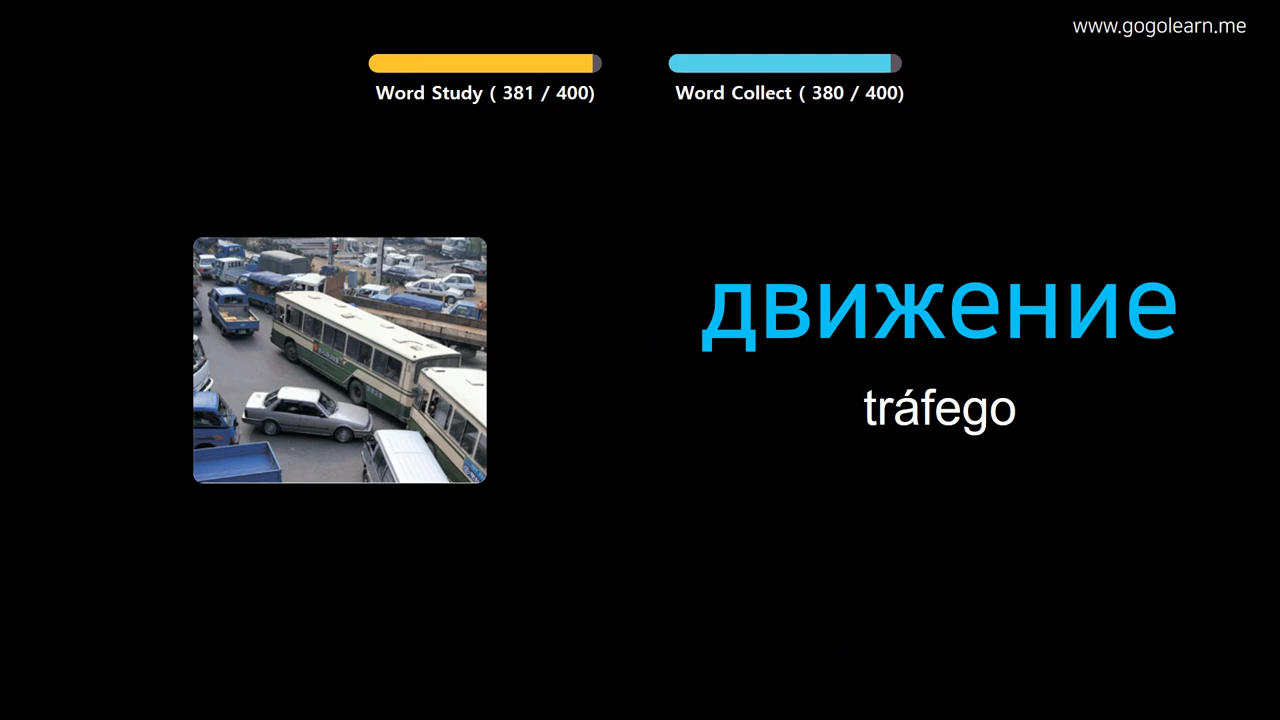 www.gogolearn.me
Word Study ( 381 / 400)
Word Collect ( 380 / 400)
движение
tráfego